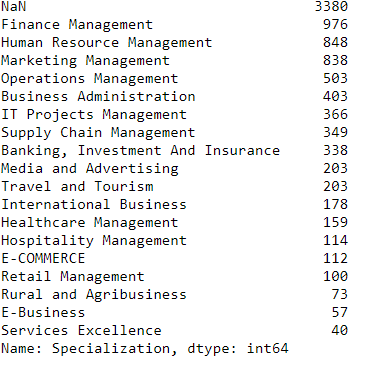 NaN 3380
Finance Management 976
Human Resource Management 848
Marketing Management 838
Operations Management 503
Business Administration 403
IT Projects Management 366
Supply Chain Management 349
Banking, Investment And Insurance 338
Media and Advertising 203
Travel and Tourism 203
International Business 178
Healthcare Management 159
Hospitality Management 114
E-COMMERCE 112
Retail Management 100
Rural and Agribusiness 73
E-Business 57
Services Excellence 40
Name: Specialization, dtype: int64